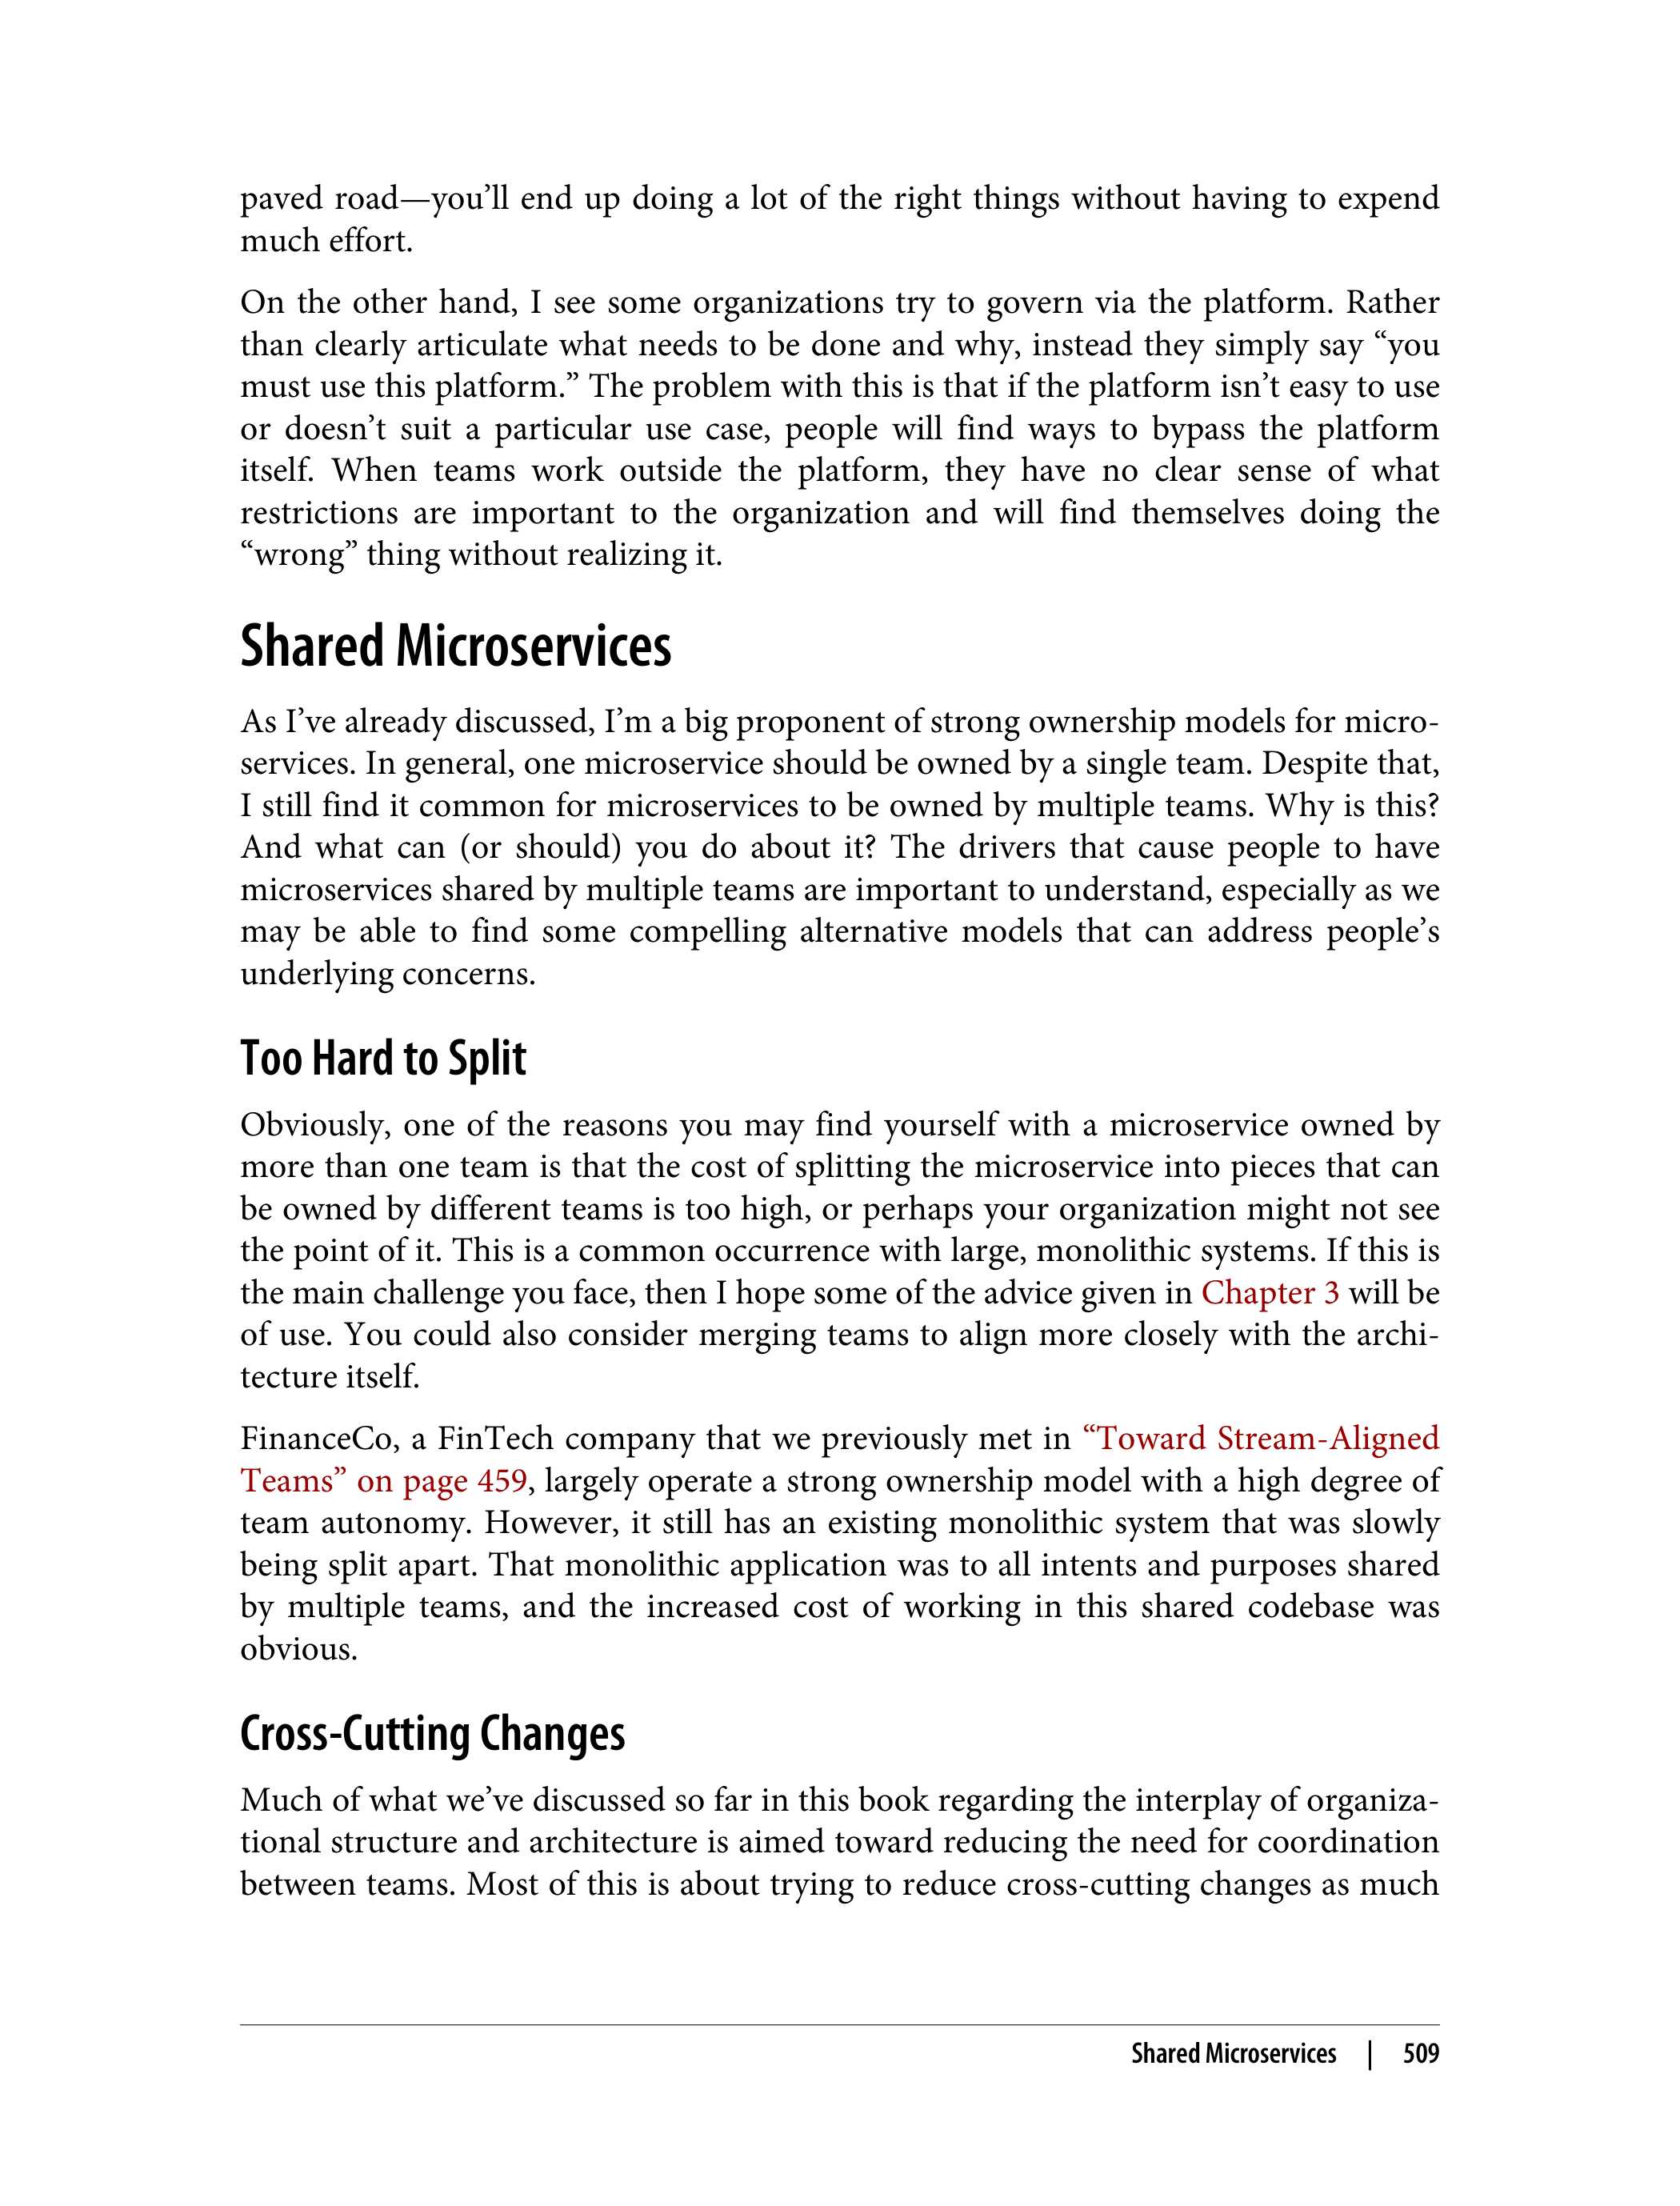 paved road—you’ll end up doing a lot of the right things without having to expend
much effort.
On the other hand, I see some organizations try to govern via the platform. Rather
than clearly articulate what needs to be done and why, instead they simply say “you
must use this platform.” The problem with this is that if the platform isn’t easy to use
or doesn’t suit a particular use case, people will find ways to bypass the platform
itself. When teams work outside the platform, they have no clear sense of what
restrictions are important to the organization and will find themselves doing the
“wrong” thing without realizing it.
Shared Microservices
As I’ve already discussed, I’m a big proponent of strong ownership models for micro-
services. In general, one microservice should be owned by a single team. Despite that,
I still find it common for microservices to be owned by multiple teams. Why is this?
And what can (or should) you do about it? The drivers that cause people to have
microservices shared by multiple teams are important to understand, especially as we
may be able to find some compelling alternative models that can address people’s
underlying concerns.
Too Hard to Split
Obviously, one of the reasons you may find yourself with a microservice owned by
more than one team is that the cost of splitting the microservice into pieces that can
be owned by different teams is too high, or perhaps your organization might not see
the point of it. This is a common occurrence with large, monolithic systems. If this is
the main challenge you face, then I hope some of the advice given in Chapter 3 will be
of use. You could also consider merging teams to align more closely with the archi-
tecture itself.
FinanceCo, a FinTech company that we previously met in “Toward Stream-Aligned
Teams” on page 459, largely operate a strong ownership model with a high degree of
team autonomy. However, it still has an existing monolithic system that was slowly
being split apart. That monolithic application was to all intents and purposes shared
by multiple teams, and the increased cost of working in this shared codebase was
obvious.
Cross-Cutting Changes
Much of what we’ve discussed so far in this book regarding the interplay of organiza-
tional structure and architecture is aimed toward reducing the need for coordination
between teams. Most of this is about trying to reduce cross-cutting changes as much
Shared Microservices | 509